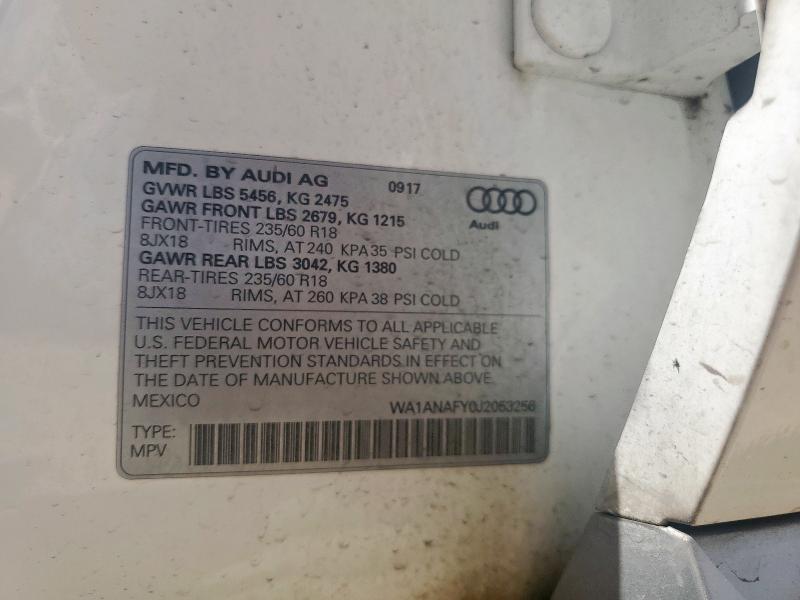 MFD. BY AUDI AG 0917
GVWR LBS 5456, KG 2475
GAWR FRONT LBS 2679, KG 1215
FRONT-TIRES 235/60 R18
8JX18 RIMS, AT 240 KPA 35 PSI COLD
GAWR REAR LBS 3042, KG 1380
REAR-TIRES 235/60 R18
8JX18 RIMS, AT 260 KPA 38 PSI COLD
Audi
THIS VEHICLE CONFORMS TO ALL APPLICABLE
U.S. FEDERAL MOTOR VEHICLE SAFETY AND
THEFT PREVENTION STANDARDS IN EFFECT ON
THE DATE OF MANUFACTURE SHOWN ABOVE.
MEXICO WA1ANAFY0J2053256
TYPE:
MPV